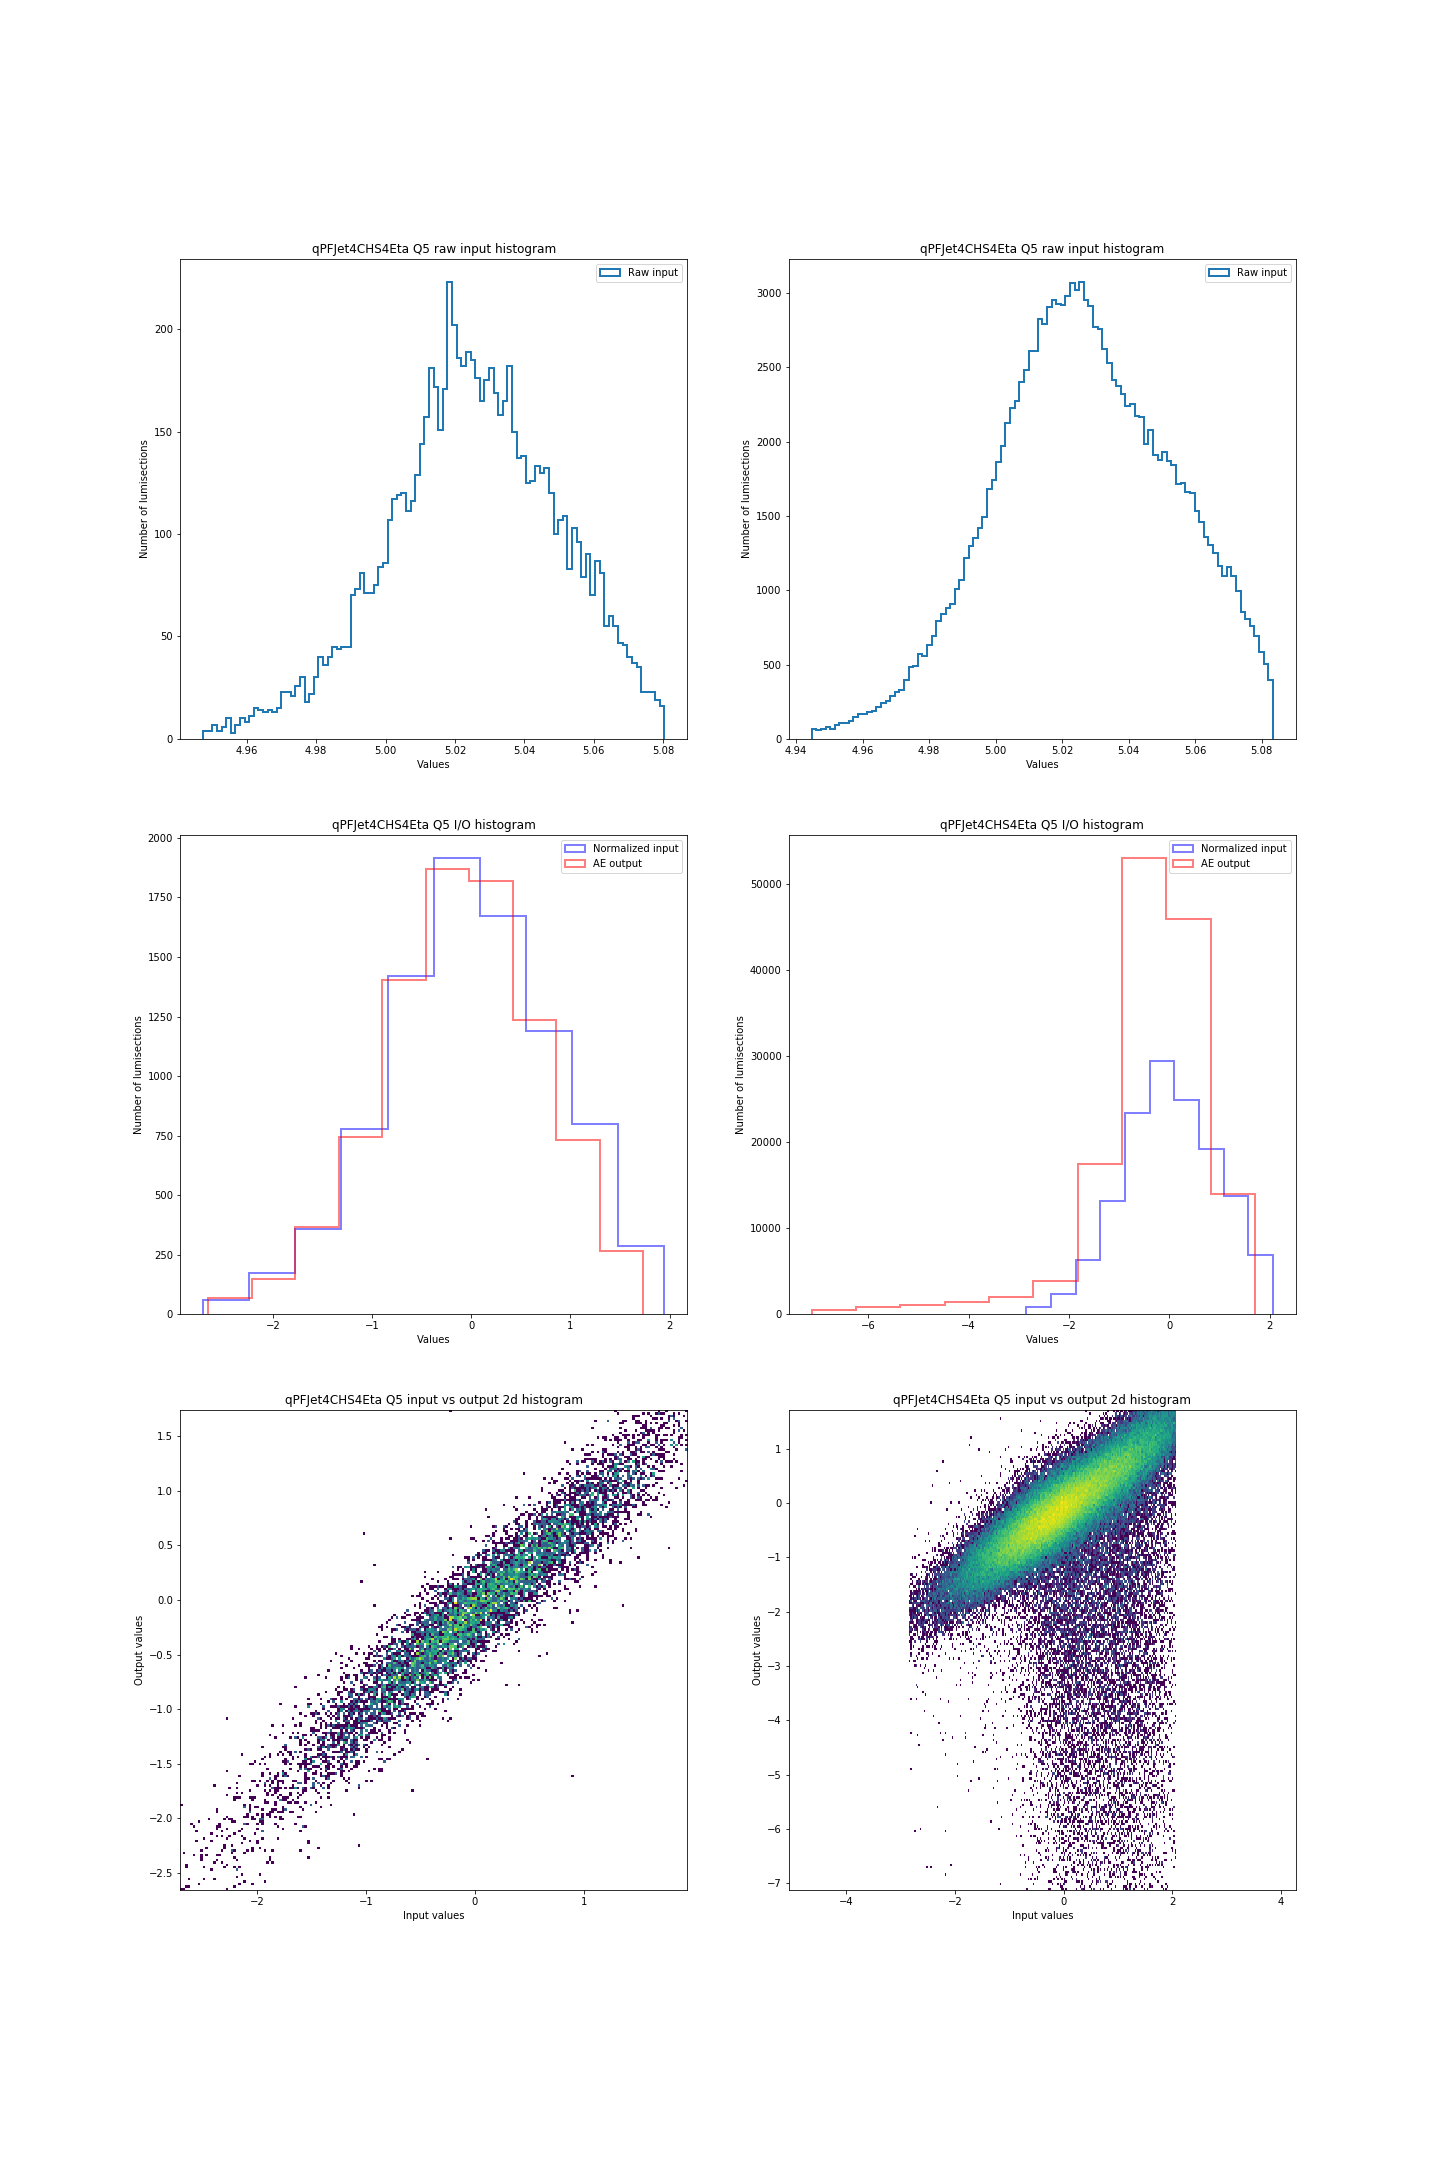 qPFJet4CHS4Eta Q5 raw input histogram
Raw input
Number of lumisections
200
150
100
50
0
4.96 4.98 5.00 5.02 5.04 5.06 5.08
Values
qPFJet4CHS4Eta Q5 raw input histogram
Raw input
Number of lumisections
3000
2500
2000
1500
1000
500
0
4.94 4.96 4.98 5.00 5.02 5.04 5.06 5.08
Values
qPFJet4CHS4Eta Q5 I/O histogram
Normalized input
AE output
Number of lumisections
2000
1750
1500
1250
1000
750
500
250
0
−2 −1 0 1 2
Values
qPFJet4CHS4Eta Q5 I/O histogram
Normalized input
AE output
Number of lumisections
50000
40000
30000
20000
10000
0
−6 −4 −2 0 2
Values
qPFJet4CHS4Eta Q5 input vs output 2d histogram
Output values
1.5
1.0
0.5
0.0
−0.5
−1.0
−1.5
−2.0
−2.5
−2 −1 0 1
Input values
qPFJet4CHS4Eta Q5 input vs output 2d histogram
Output values
1
0
−1
−2
−3
−4
−5
−6
−7
−4 −2 0 2 4
Input values